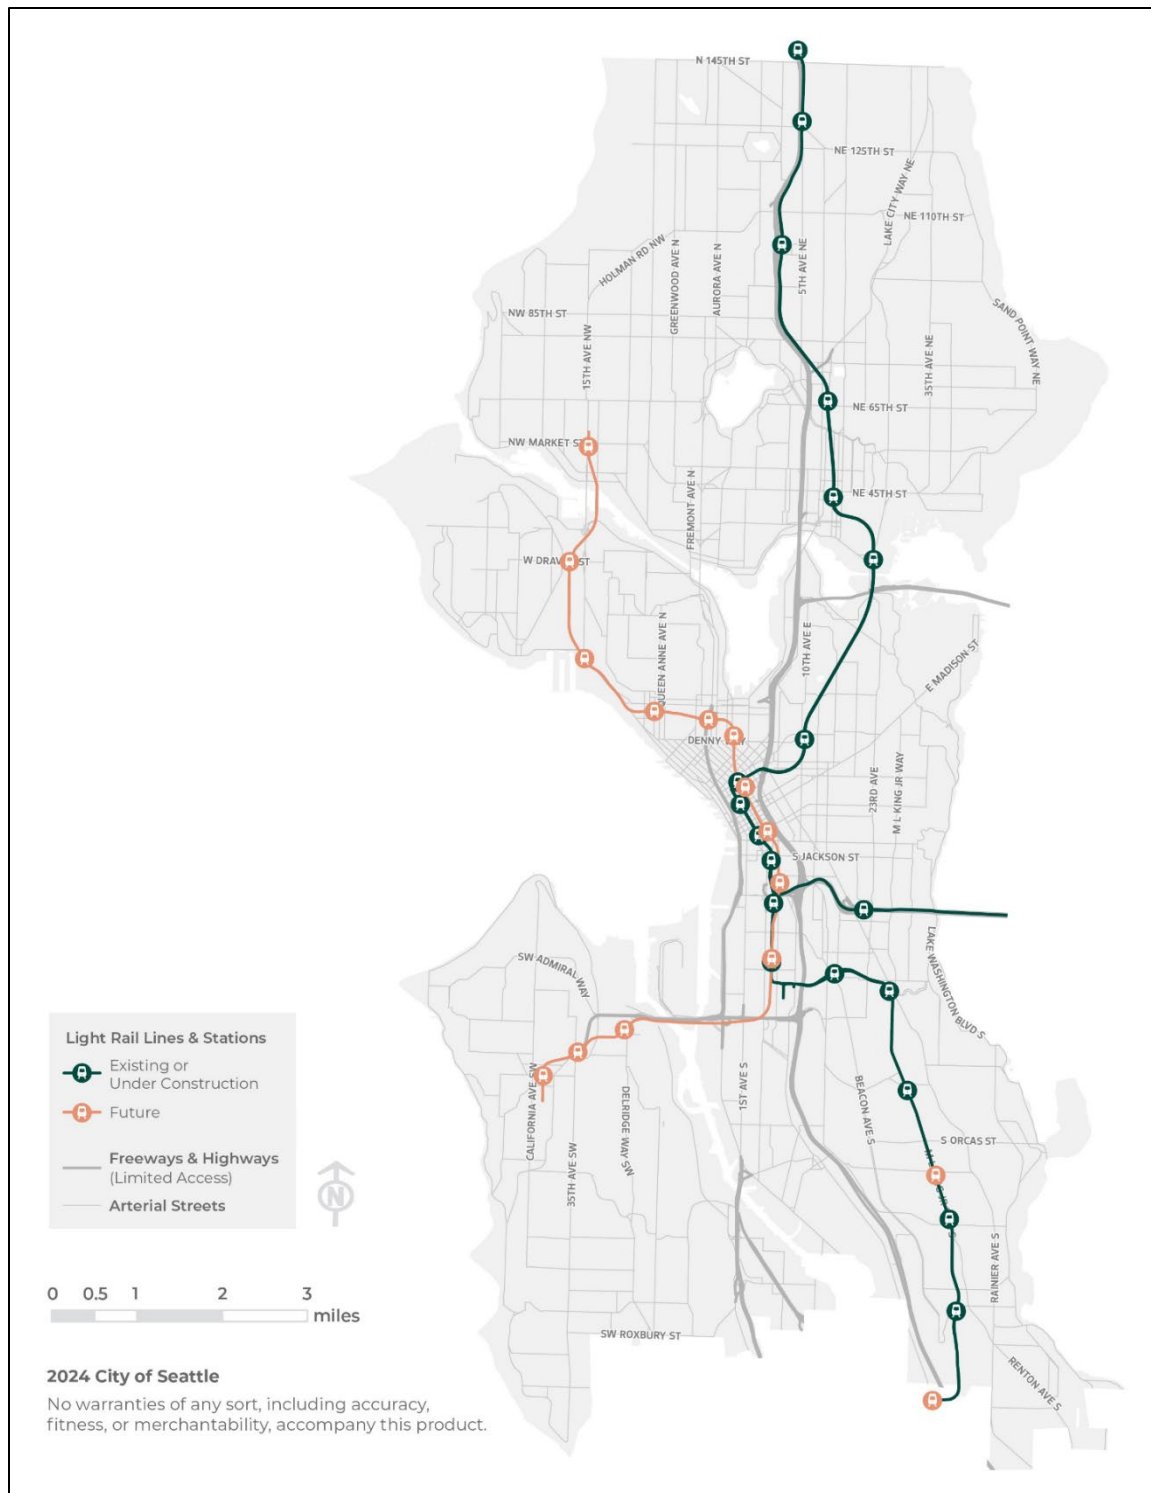 N 145TH ST
NE 125TH ST
LAKE CITY WAY NE
NE 110TH ST
HOLMAN RD NW
GREENWOOD AVE N
AURORA AVE N
5TH AVE NE
SAND POINT WAY NE
NW 85TH ST
15TH AVE NW
35TH AVE NE
NE 65TH ST
NW MARKET S
FREMONT AVE N
NE 45TH ST
W DRAV ST
QUEEN ANNE AVE N
10TH AVE E
E MADISON ST
DENNY W Y
23RD AVE
M L KING JR WAY
S JACKSON ST
LAKE WASHINGTON BLVD S
SW ADMIRAL WAY
Light Rail Lines & Stations
Existing or
Under Construction
Future
Freeways & Highways
(Limited Access)
Arterial Streets
N
CALIFORNIA AVE SW
35TH AVE SW
DELRIDGE WAY SW
1ST AVE S
BEACON AVE S
S ORCAS ST
RAINIER AVE S
0 0.5 1 2 3
miles
SW ROXBURY ST
RENTON AVE S
2024 City of Seattle
No warranties of any sort, including accuracy,
fitness, or merchantability, accompany this product.